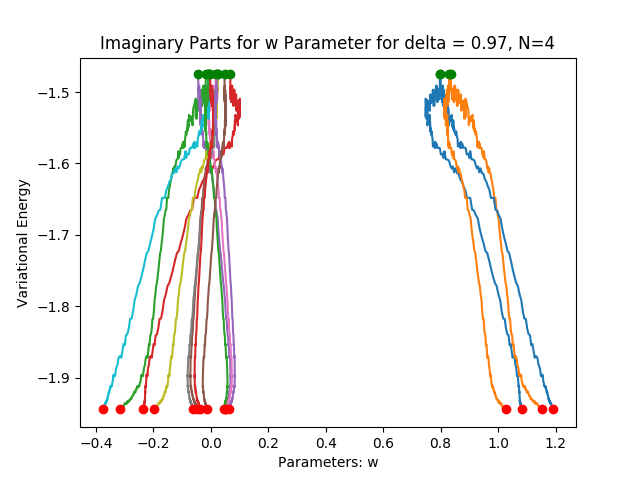 Imaginary Parts for w Parameter for delta = 0.97, N=4
Variational Energy
−1.5
−1.6
−1.7
−1.8
−1.9
−0.4 −0.2 0.0 0.2 0.4 0.6 0.8 1.0 1.2
Parameters: w